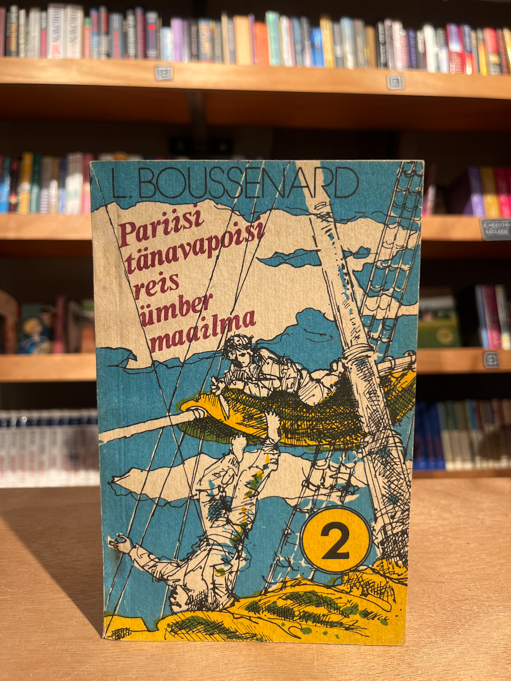 L. BOUSSENARD
Pariisi
tänavapoisi
reis
ümber
maailma
2